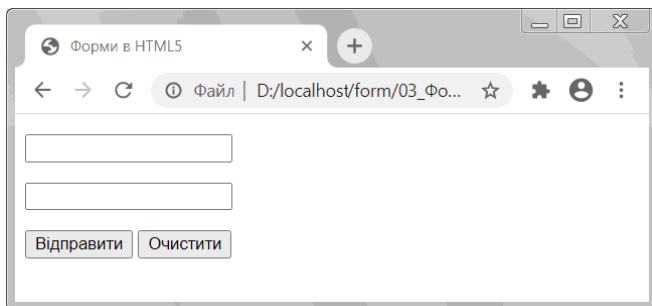 Форми в HTML5
Файл | D:/localhost/form/03_Фо...
Відправити Очистити